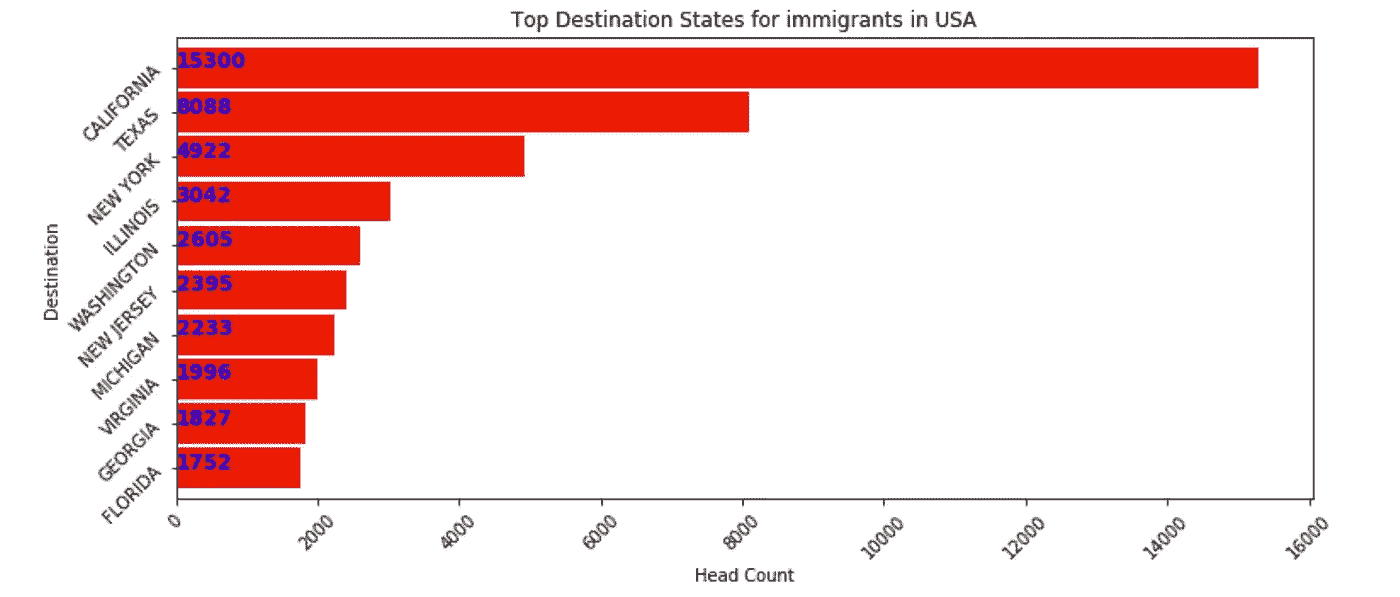 Top Destination States for immigrants in USA
CALIFORNIA 15300
TEXAS 8088
NEW YORK 4922
ILLINOIS 3042
WASHINGTON 2605
NEW JERSEY 2395
MICHIGAN 2233
VIRGINIA 1996
GEORGIA 1827
FLORIDA 1752
Destination
0 2000 4000 6000 8000 10000 12000 14000 16000
Head Count